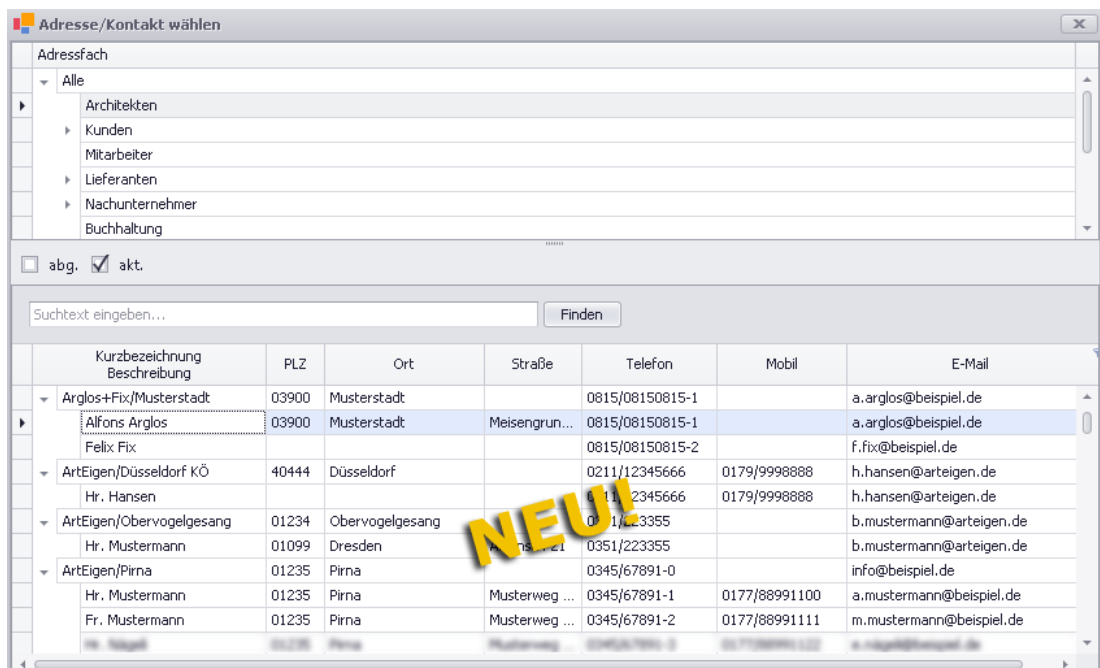 Adresse/Kontakt wählen
Adressfach
Alle
Architekten
Kunden
Mitarbeiter
Lieferanten
Nachunternehmer
Buchhaltung
abg. akt.
Suchtext eingeben... Finden
Kurzbezeichnung Beschreibung PLZ Ort Straße Telefon Mobil E-Mail
Arglos+Fix/Musterstadt 03900 Musterstadt 0815/08150815-1 a.arglos@beispiel.de
Alfons Arglos 03900 Musterstadt Meisengrun... 0815/08150815-1 a.arglos@beispiel.de
Felix Fix 0815/08150815-2 f.fix@beispiel.de
ArtEigen/Düsseldorf KÖ 40444 Düsseldorf 0211/12345666 0179/9998888 h.hansen@arteigen.de
Hr. Hansen 0179/9998888 h.hansen@arteigen.de
ArtEigen/Obervogelgesang 01234 Obervogelgesang b.mustermann@arteigen.de
Hr. Mustermann 01099 Dresden 0351/223355 b.mustermann@arteigen.de
NEU!
ArtEigen/Pirna 01235 Pirna 0345/67891-0 info@beispiel.de
Hr. Mustermann 01235 Pirna Musterweg ... 0345/67891-1 0177/88991100 a.mustermann@beispiel.de
Fr. Mustermann 01235 Pirna Musterweg ... 0345/67891-2 0177/88991111 m.mustermann@beispiel.de